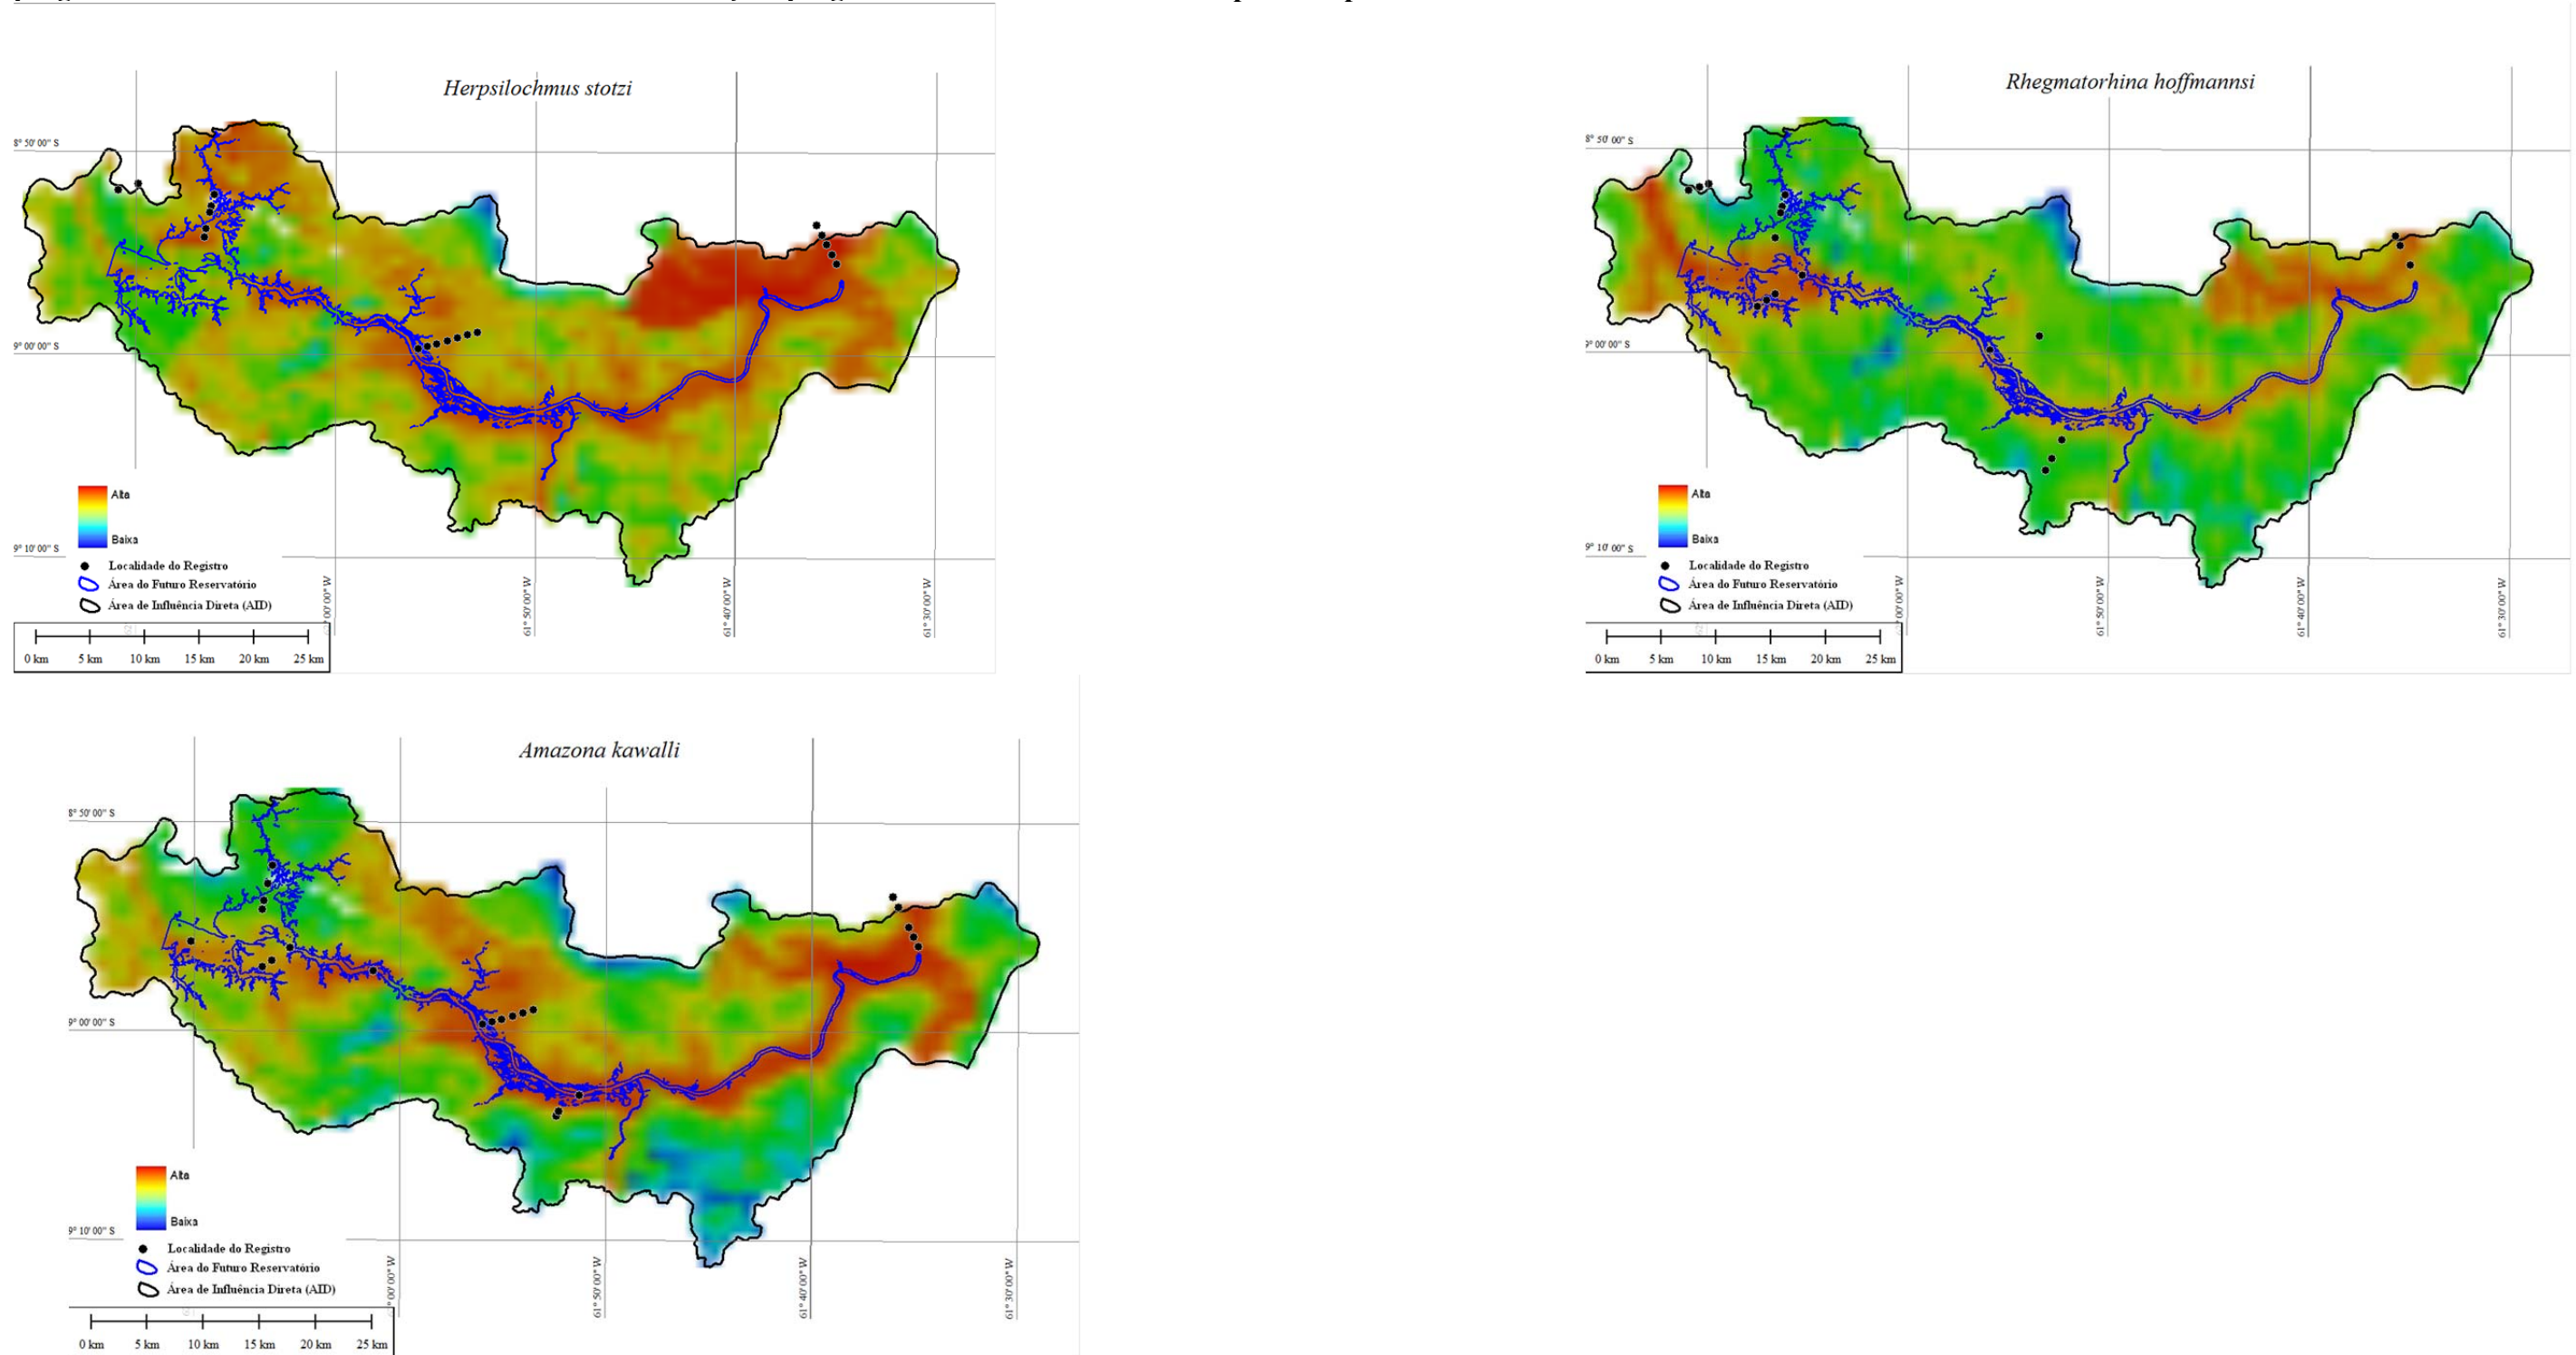 Herpsilochmus stotzi
8° 50' 00" S
9° 00' 00" S
9° 10' 00" S
Alta
Baixa
Localidade do Registro
Área do Futuro Reservatório
Área de Influência Direta (AID)
61° 50' 00" W
61° 40' 00" W
61° 30' 00" W
0 km 5 km 10 km 15 km 20 km 25 km
Rhegmatorhina hoffmannsi
8° 50' 00" S
9° 00' 00" S
9° 10' 00" S
Alta
Baixa
Localidade do Registro
Área do Futuro Reservatório
Área de Influência Direta (AID)
61° 50' 00" W
61° 40' 00" W
61° 30' 00" W
0 km 5 km 10 km 15 km 20 km 25 km
Amazona kawalli
8° 50' 00" S
9° 00' 00" S
9° 10' 00" S
Alta
Baixa
Localidade do Registro
Área do Futuro Reservatório
Área de Influência Direta (AID)
61° 50' 00" W
61° 40' 00" W
61° 30' 00" W
0 km 5 km 10 km 15 km 20 km 25 km